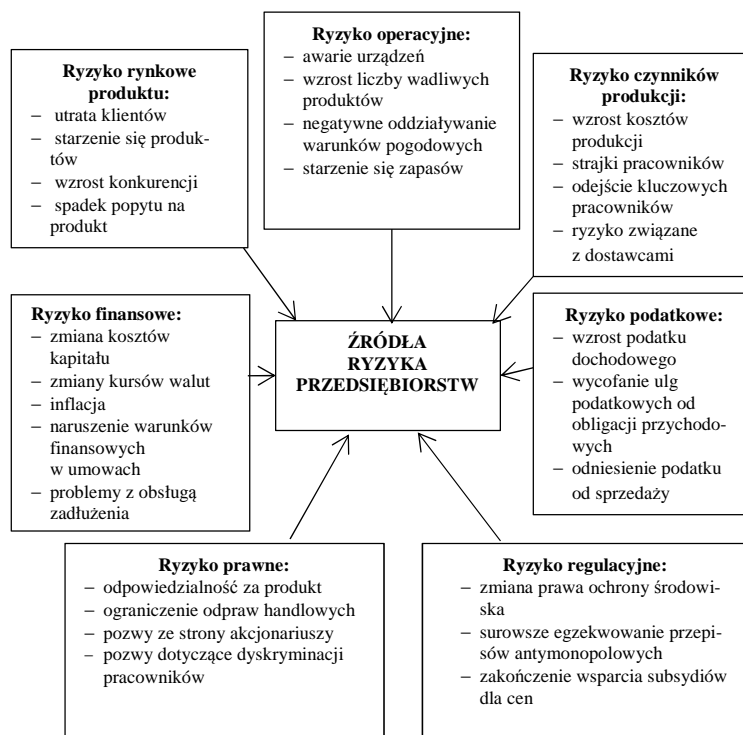 Ryzyko rynkowe
produktu:
– utrata klientów
– starzenie się produk-
tów
– wzrost konkurencji
– spadek popytu na
produkt
Ryzyko operacyjne:
– awarie urządzeń
– wzrost liczby wadliwych
produktów
– negatywne oddziaływanie
warunków pogodowych
– starzenie się zapasów
Ryzyko czynników
produkcji:
– wzrost kosztów
produkcji
– strajki pracowników
– odejście kluczowych
pracowników
– ryzyko związane
z dostawcami
Ryzyko finansowe:
– zmiana kosztów
kapitału
– zmiany kursów walut
– inflacja
– naruszenie warunków
finansowych
w umowach
– problemy z obsługą
zadłużenia
ŹRÓDŁA
RYZYKA
PRZEDSIĘBIORSTW
Ryzyko podatkowe:
– wzrost podatku
dochodowego
– wycofanie ulg
podatkowych od
obligacji przychodo-
wych
– odniesienie podatku
od sprzedaży
Ryzyko prawne:
– odpowiedzialność za produkt
– ograniczenie odpraw handlowych
– pozwy ze strony akcjonariuszy
– pozwy dotyczące dyskryminacji
pracowników
Ryzyko regulacyjne:
– zmiana prawa ochrony środowi-
ska
– surowsze egzekwowanie przepi-
sów antymonopolowych
– zakończenie wsparcia subsydiów
dla cen